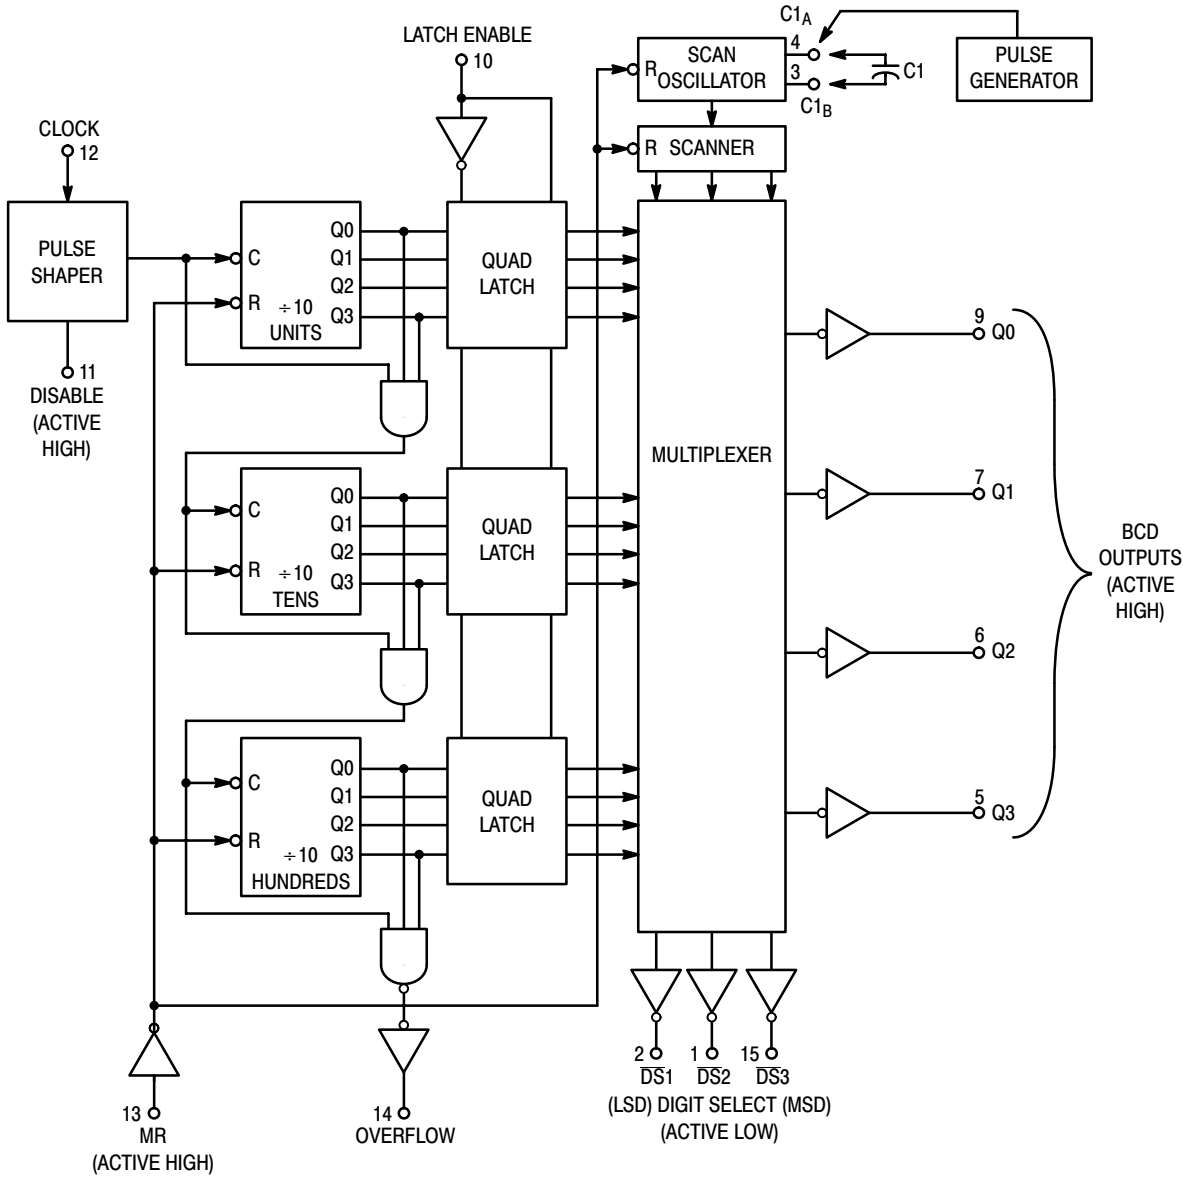 LATCH ENABLE
10
C1A
4
3
C1B
C1
SCAN
OSCILLATOR
R
PULSE
GENERATOR
R SCANNER
CLOCK
12
PULSE
SHAPER
11
DISABLE
(ACTIVE
HIGH)
C
R
÷10
UNITS
Q0
Q1
Q2
Q3
QUAD
LATCH
C
R
÷10
TENS
Q0
Q1
Q2
Q3
QUAD
LATCH
C
R
÷10
HUNDREDS
Q0
Q1
Q2
Q3
QUAD
LATCH
MULTIPLEXER
9
Q0
7
Q1
6
Q2
5
Q3
BCD
OUTPUTS
(ACTIVE
HIGH)
13
MR
(ACTIVE HIGH)
14
OVERFLOW
2 1 15
D̅S̅1 D̅S̅2 D̅S̅3
(LSD) DIGIT SELECT (MSD)
(ACTIVE LOW)